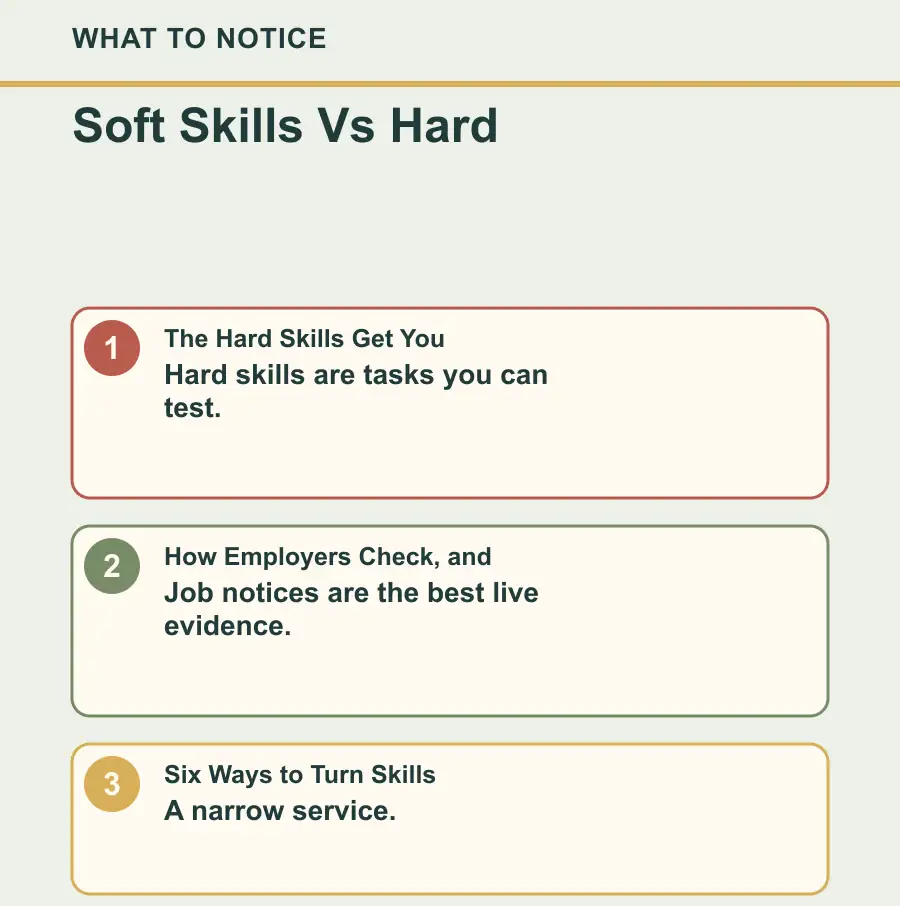 WHAT TO NOTICE
Soft Skills Vs Hard
1
The Hard Skills Get You
Hard skills are tasks you can
test.
2
How Employers Check, and
Job notices are the best live
evidence.
3
Six Ways to Turn Skills
A narrow service.